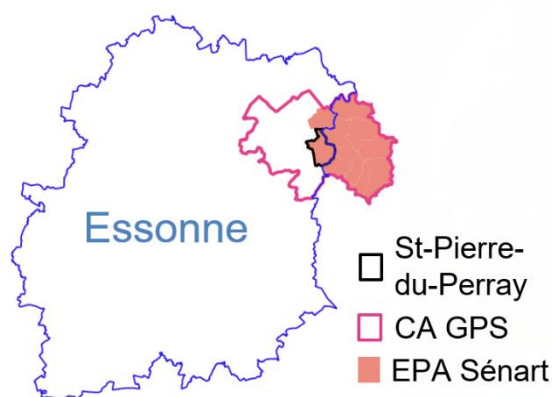 Essonne
St-Pierre-
du-Perray
CA GPS
EPA Sénart